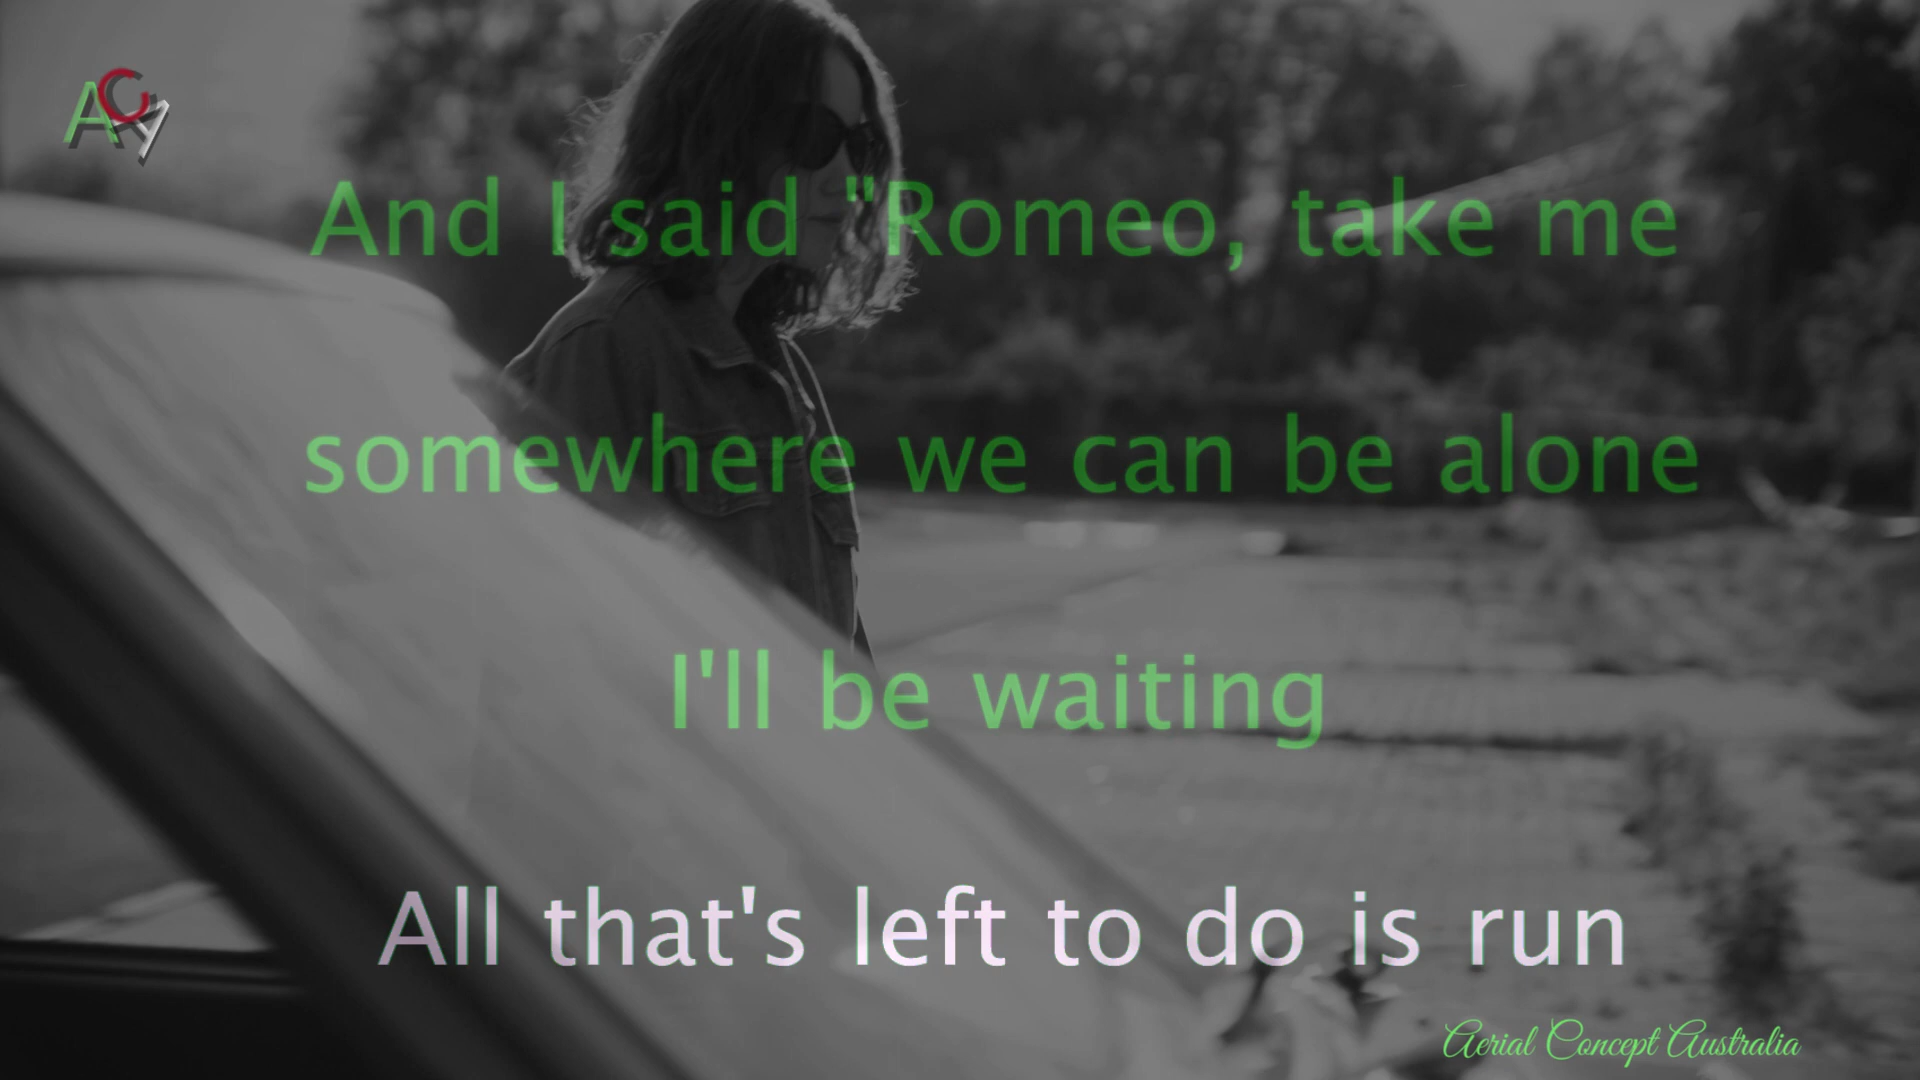 ACA
And I said "Romeo, take me
somewhere we can be alone
I'll be waiting
All that's left to do is run
Aerial Concept Australia